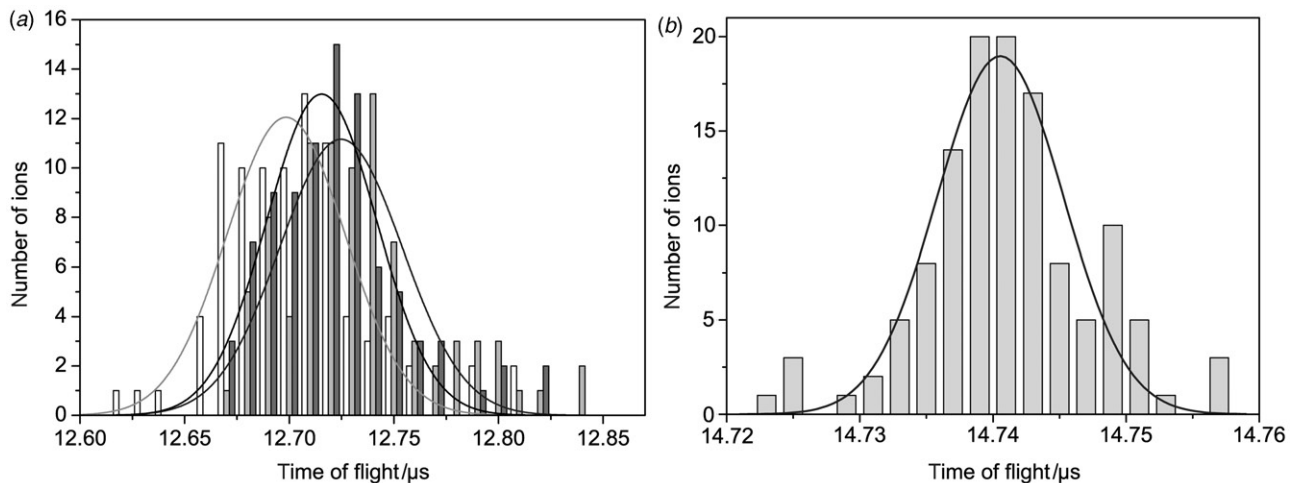 (a)
16
14
12
10
8
6
4
2
0
Number of ions
12.60 12.65 12.70 12.75 12.80 12.85
Time of flight/µs
(b)
20
15
10
5
0
Number of ions
14.72 14.73 14.74 14.75 14.76
Time of flight/µs